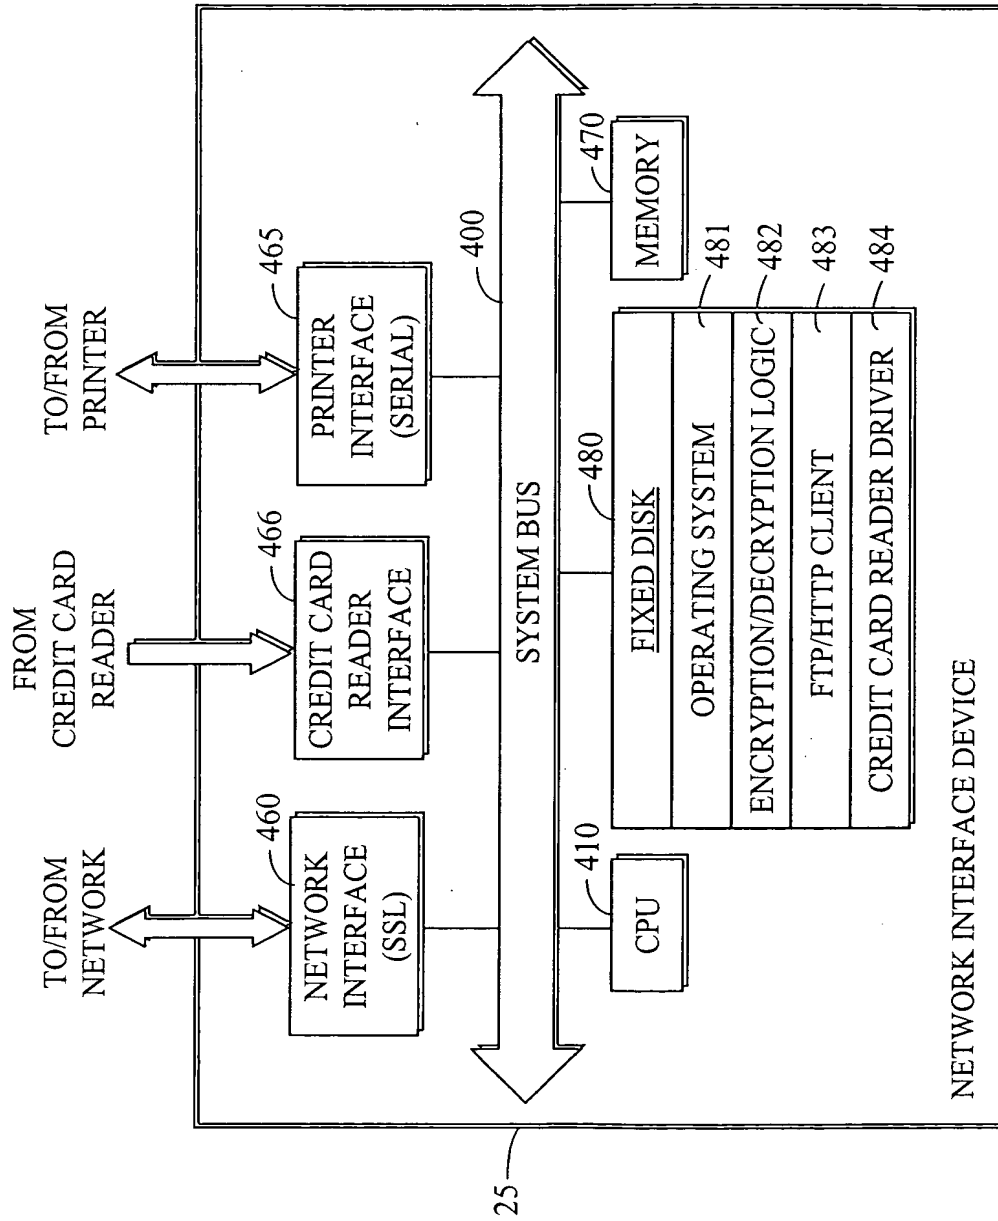 TO/FROM
NETWORK
FROM
CREDIT CARD
READER
TO/FROM
PRINTER
460
NETWORK
INTERFACE
(SSL)
466
CREDIT CARD
READER
INTERFACE
465
PRINTER
INTERFACE
(SERIAL)
400
SYSTEM BUS
410
CPU
480
FIXED DISK
OPERATING SYSTEM
481
ENCRYPTION/DECRYPTION LOGIC
482
FTP/HTTP CLIENT
483
CREDIT CARD READER DRIVER
484
470
MEMORY
25
NETWORK INTERFACE DEVICE